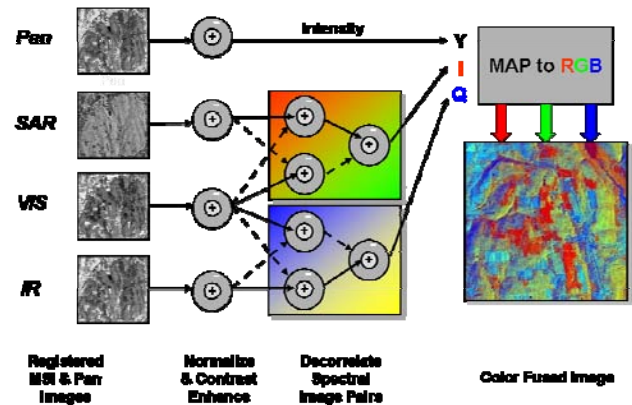 Pan
Intensity
Y
SAR
I
Q
MAP to RGB
VIS
IR
Registered
MSI & Pan
Images
Normalize
& Contrast
Enhance
Decorrelate
Spectral
Image Pairs
Color Fused Image